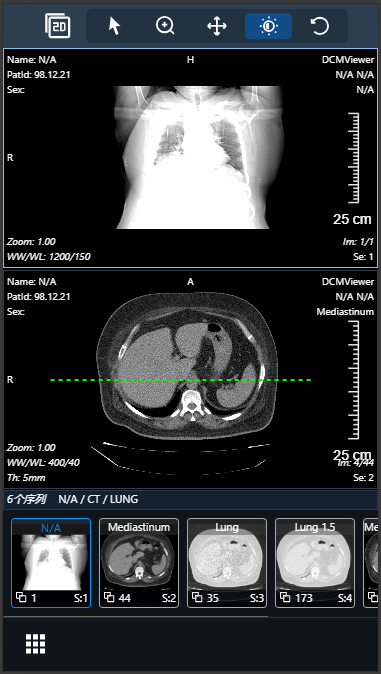 2D
Name: N/A H DCMViewer
PatId: 98.12.21 N/A N/A
Sex: N/A
R
25 cm
Zoom: 1.00 Im: 1/1
WW/WL: 1200/150 Se: 1
Name: N/A A DCMViewer
PatId: 98.12.21 N/A N/A
Sex: Mediastinum
R
Zoom: 1.00 25 cm
WW/WL: 400/40 Im: 4/44
Th: 5mm Se: 2
6个序列 N/A / CT / LUNG
N/A Mediastinum Lung Lung 1.5 Me
1 S:1 44 S:2 35 S:3 173 S:4